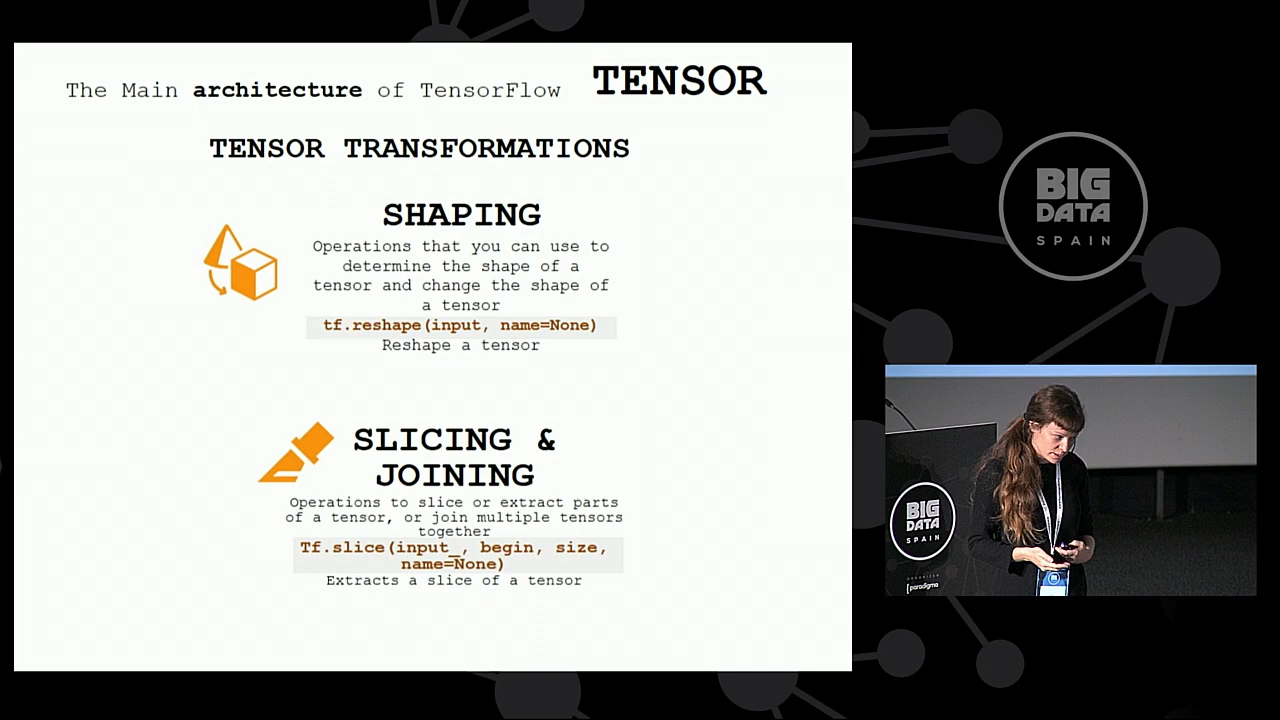 The Main architecture of TensorFlow TENSOR
TENSOR TRANSFORMATIONS
SHAPING
Operations that you can use to
determine the shape of a
tensor and change the shape of
a tensor
tf.reshape(input, name=None)
Reshape a tensor
SLICING &
JOINING
Operations to slice or extract parts
of a tensor, or join multiple tensors
together
Tf.slice(input_, begin, size,
name=None)
Extracts a slice of a tensor
BIG
DATA
SPAIN
BIG
DATA
SPAIN
ORGANIZER
[paradigma